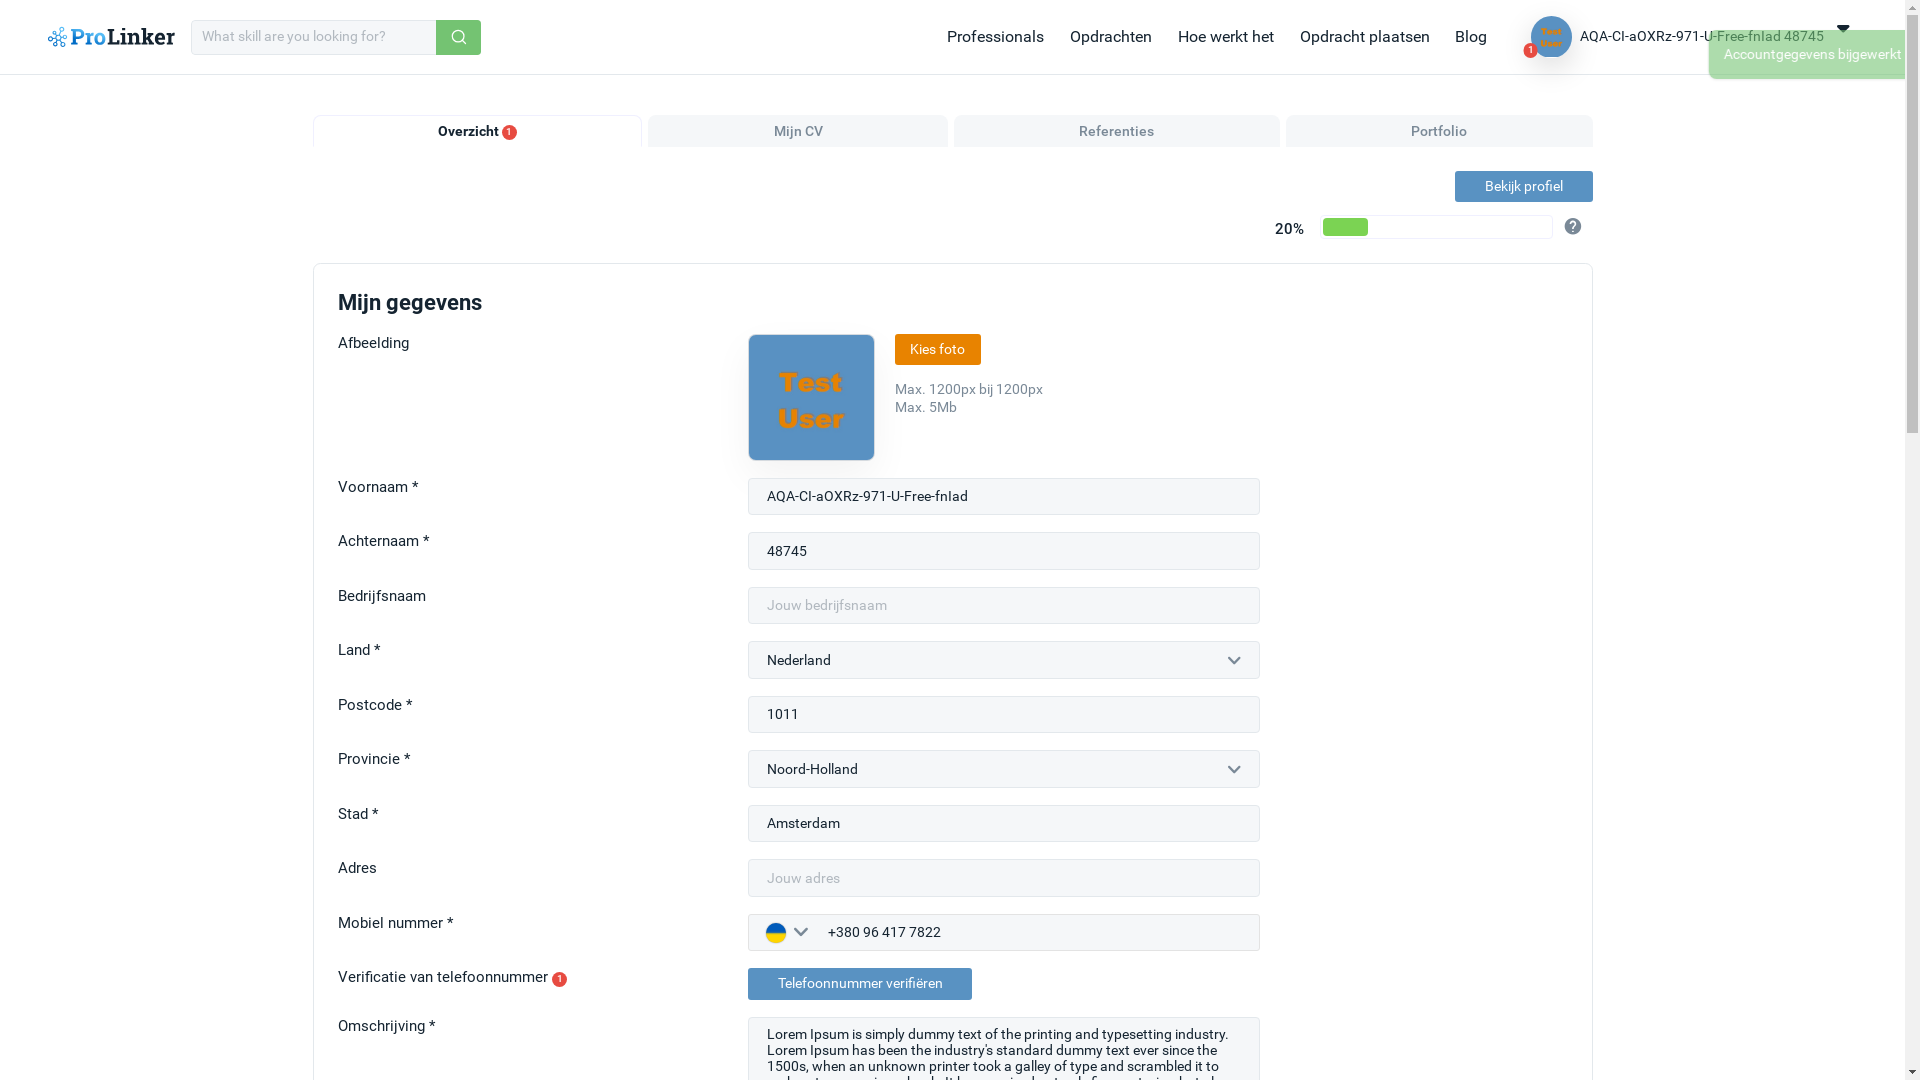 ProLinker
What skill are you looking for?
Professionals
Opdrachten
Hoe werkt het
Opdracht plaatsen
Blog
Test
User
1
AQA-CI-aOXRz-971-U-Free-fnIad 48745
Accountgegevens bijgewerkt
Overzicht 1
Mijn CV
Referenties
Portfolio
Bekijk profiel
20%
?
Mijn gegevens
Afbeelding
Test
User
Kies foto
Max. 1200px bij 1200px
Max. 5Mb
Voornaam *
AQA-CI-aOXRz-971-U-Free-fnIad
Achternaam *
48745
Bedrijfsnaam
Jouw bedrijfsnaam
Land *
Nederland
Postcode *
1011
Provincie *
Noord-Holland
Stad *
Amsterdam
Adres
Jouw adres
Mobiel nummer *
+380 96 417 7822
Verificatie van telefoonnummer 1
Telefoonnummer verifiëren
Omschrijving *
Lorem Ipsum is simply dummy text of the printing and typesetting industry.
Lorem Ipsum has been the industry's standard dummy text ever since the
1500s, when an unknown printer took a galley of type and scrambled it to